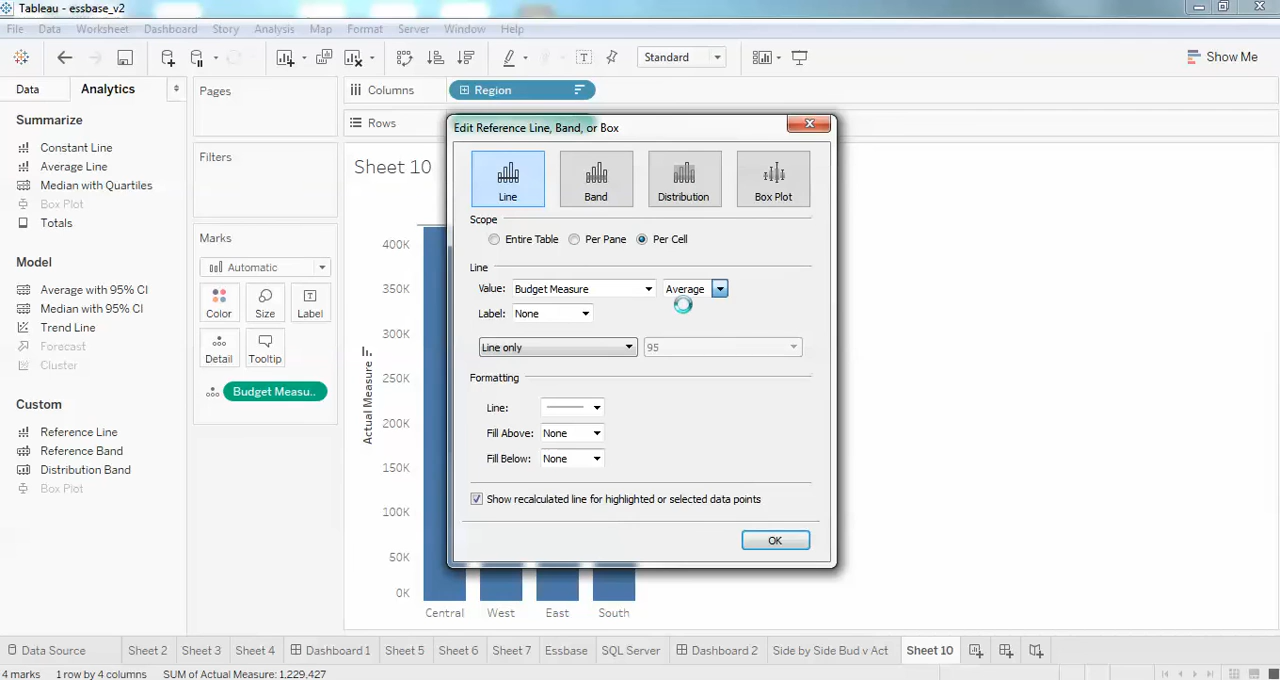 Tableau - essbase_v2
File Data Worksheet Dashboard Story Analysis Map Format Server Window Help
Standard
Show Me
Data Analytics
Summarize
Constant Line
Average Line
Median with Quartiles
Box Plot
Totals
Model
Average with 95% CI
Median with 95% CI
Trend Line
Forecast
Cluster
Custom
Reference Line
Reference Band
Distribution Band
Box Plot
Pages
Filters
Marks
Automatic
Color Size Label
Detail Tooltip
Budget Measu..
Columns Region
Rows
Sheet 10
Actual Measure
400K
350K
300K
250K
200K
150K
100K
50K
0K
Central West East South
Edit Reference Line, Band, or Box
Line Band Distribution Box Plot
Scope
Entire Table Per Pane Per Cell
Line
Value: Budget Measure Average
Label: None
Line only 95
Formatting
Line:
Fill Above: None
Fill Below: None
Show recalculated line for highlighted or selected data points
OK
Data Source Sheet 2 Sheet 3 Sheet 4 Dashboard 1 Sheet 5 Sheet 6 Sheet 7 Essbase SQL Server Dashboard 2 Side by Side Bud v Act Sheet 10
4 marks 1 row by 4 columns SUM of Actual Measure: 1,229,427